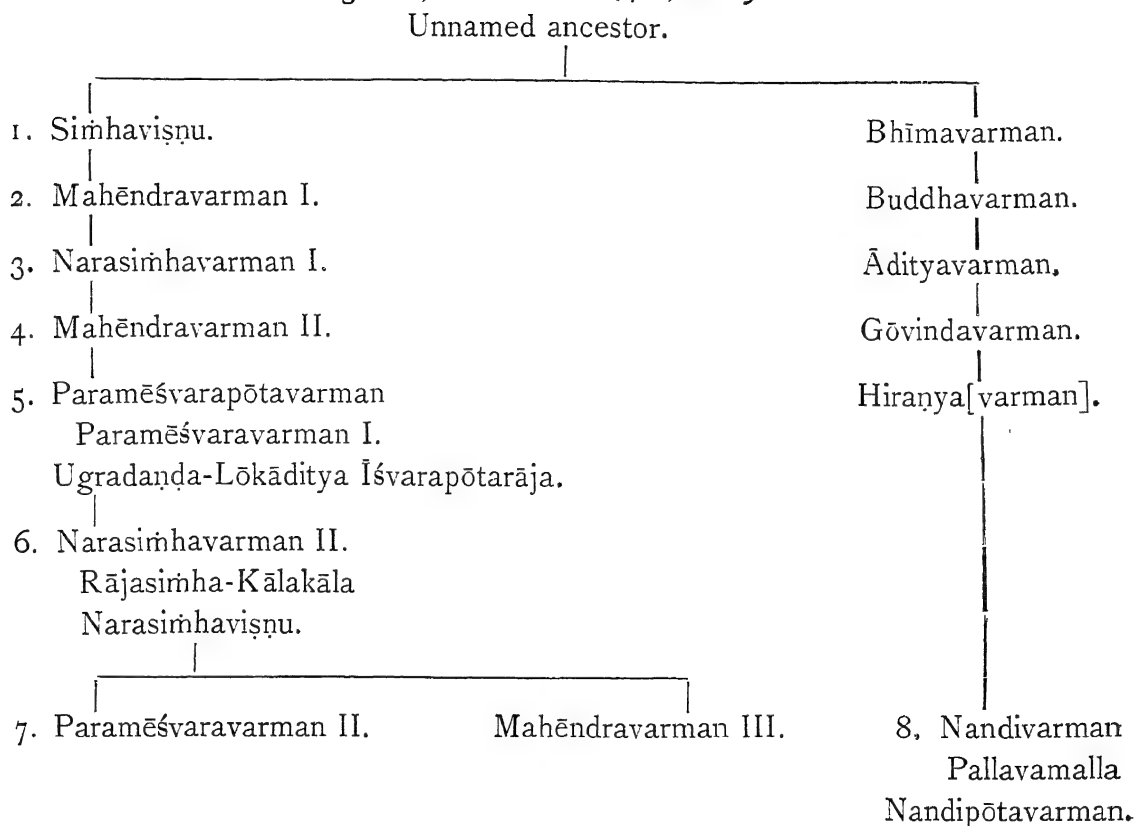 Unnamed ancestor.
1. Siṁhaviṣṇu. Bhīmavarman.
2. Mahēndravarman I. Buddhavarman.
3. Narasiṁhavarman I. Ādityavarman.
4. Mahēndravarman II. Gōvindavarman.
5. Paramēśvarapōtavarman Hiraṇya[varman].
Paramēśvaravarman I.
Ugradaṇḍa-Lōkāditya Īśvarapōtarāja.
6. Narasiṁhavarman II.
Rājasiṁha-Kālakāla
Narasiṁhaviṣṇu.
7. Paramēśvaravarman II. Mahēndravarman III. 8, Nandivarman
Pallavamalla
Nandipōtavarman.